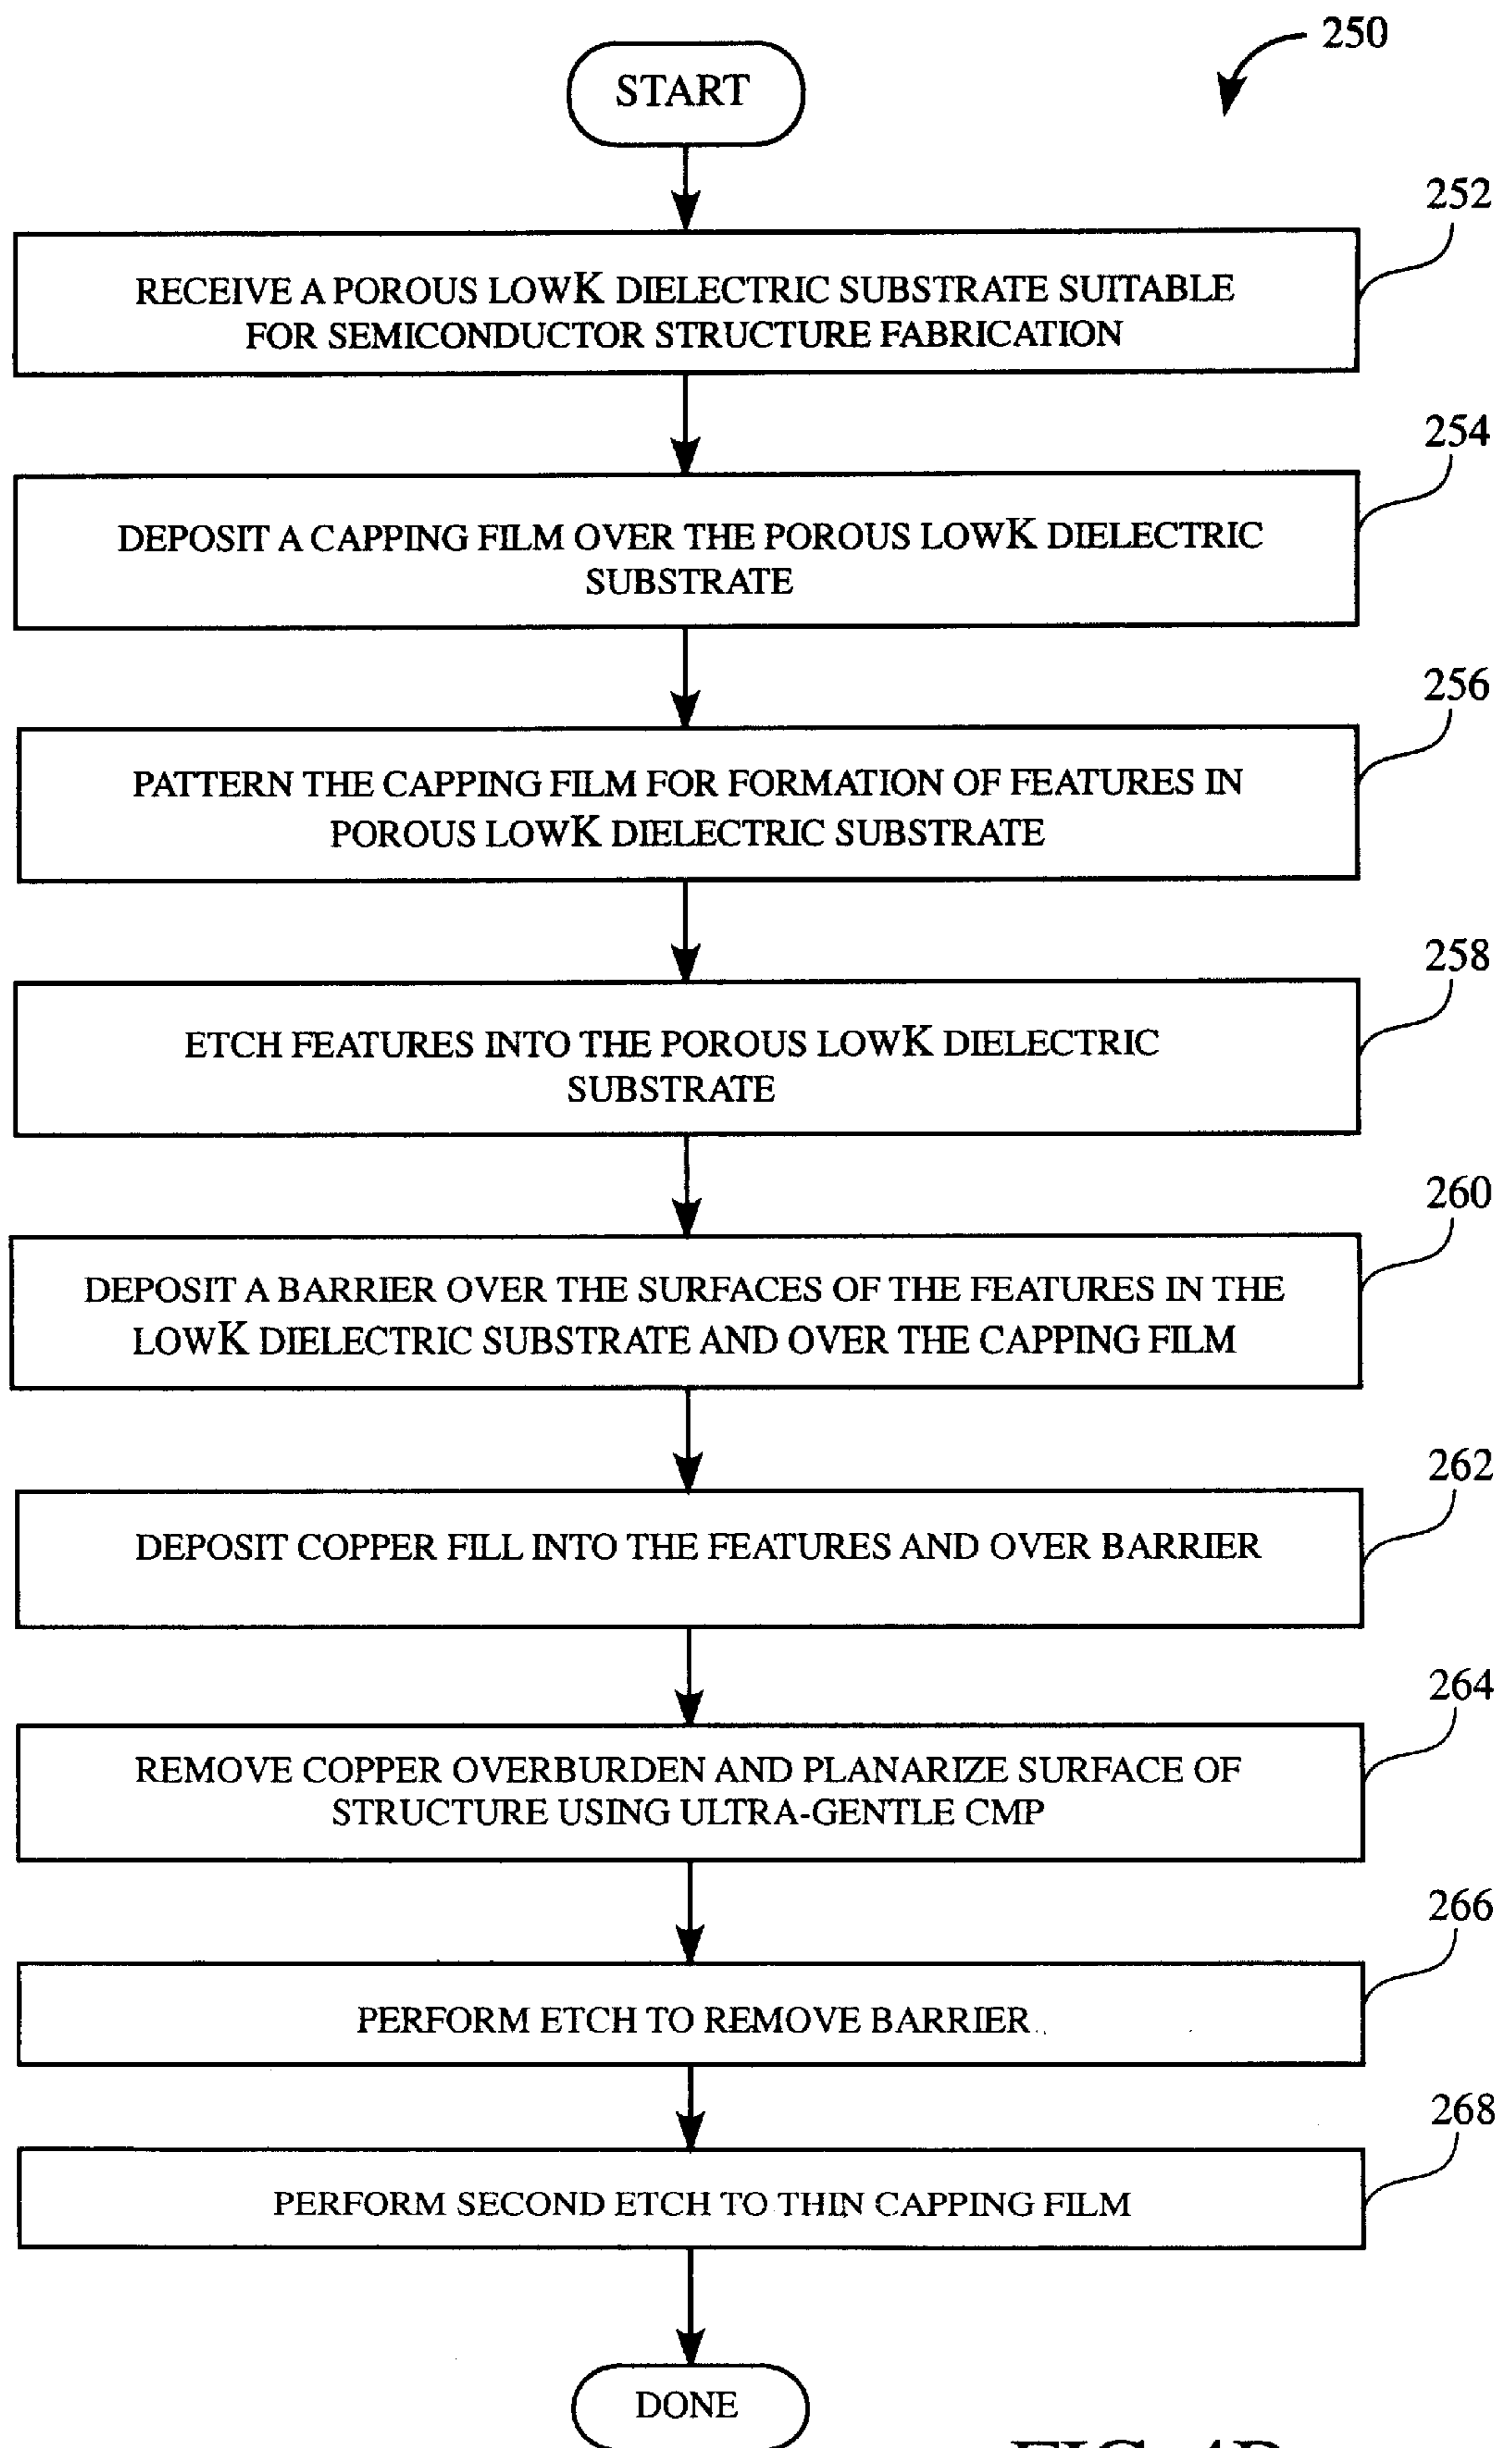 250
START
252
RECEIVE A POROUS LOWK DIELECTRIC SUBSTRATE SUITABLE
FOR SEMICONDUCTOR STRUCTURE FABRICATION
254
DEPOSIT A CAPPING FILM OVER THE POROUS LOWK DIELECTRIC
SUBSTRATE
256
PATTERN THE CAPPING FILM FOR FORMATION OF FEATURES IN
POROUS LOWK DIELECTRIC SUBSTRATE
258
ETCH FEATURES INTO THE POROUS LOWK DIELECTRIC
SUBSTRATE
260
DEPOSIT A BARRIER OVER THE SURFACES OF THE FEATURES IN THE
LOWK DIELECTRIC SUBSTRATE AND OVER THE CAPPING FILM
262
DEPOSIT COPPER FILL INTO THE FEATURES AND OVER BARRIER
264
REMOVE COPPER OVERBURDEN AND PLANARIZE SURFACE OF
STRUCTURE USING ULTRA-GENTLE CMP
266
PERFORM ETCH TO REMOVE BARRIER
268
PERFORM SECOND ETCH TO THIN CAPPING FILM
DONE